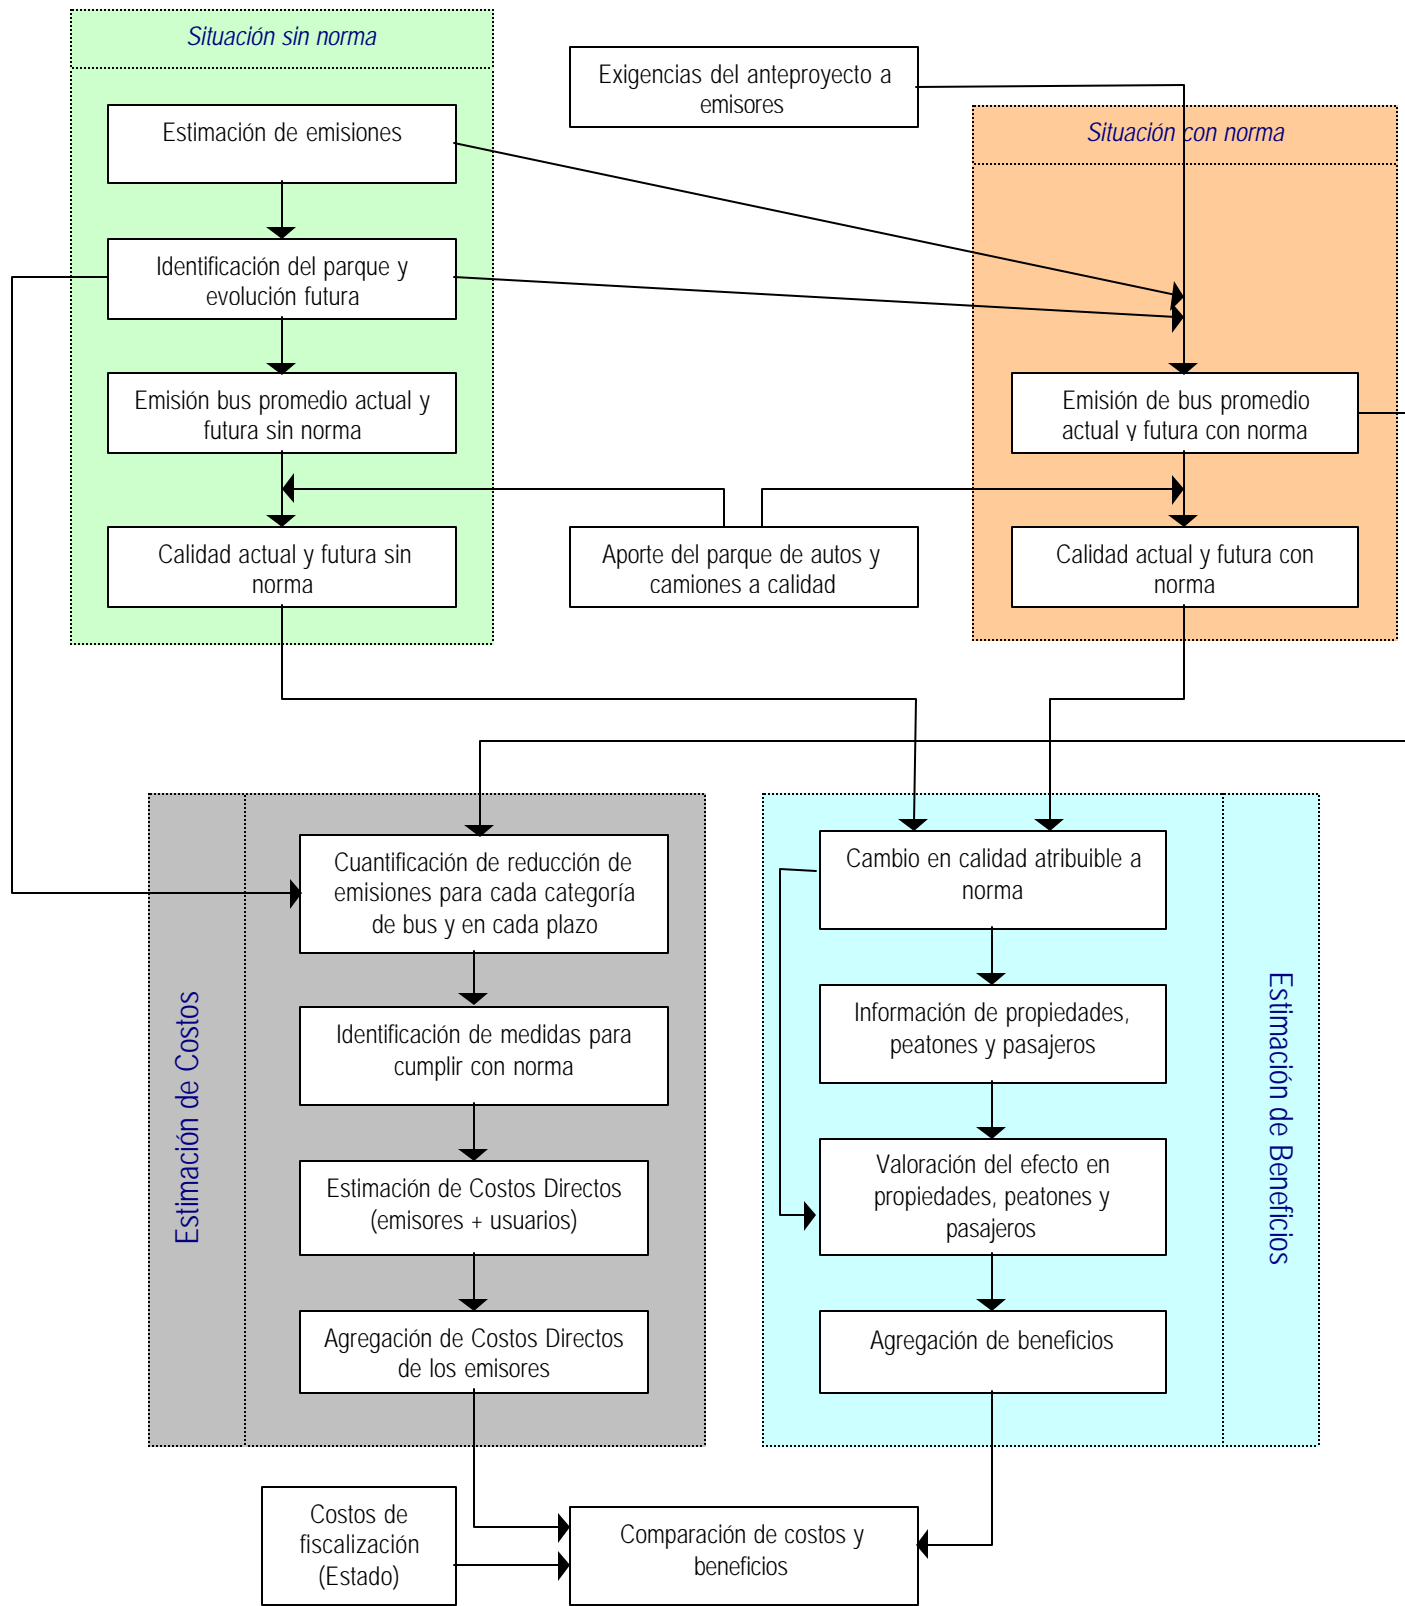 Situación sin norma
Exigencias del anteproyecto a
emisores
Estimación de emisiones
Situación con norma
Identificación del parque y
evolución futura
Emisión bus promedio actual y
futura sin norma
Emisión de bus promedio
actual y futura con norma
Calidad actual y futura sin
norma
Aporte del parque de autos y
camiones a calidad
Calidad actual y futura con
norma
Estimación de Costos
Cuantificación de reducción de
emisiones para cada categoría
de bus y en cada plazo
Identificación de medidas para
cumplir con norma
Estimación de Costos Directos
(emisores + usuarios)
Agregación de Costos Directos
de los emisores
Cambio en calidad atribuible a
norma
Información de propiedades,
peatones y pasajeros
Valoración del efecto en
propiedades, peatones y
pasajeros
Agregación de beneficios
Estimación de Beneficios
Costos de
fiscalización
(Estado)
Comparación de costos y
beneficios